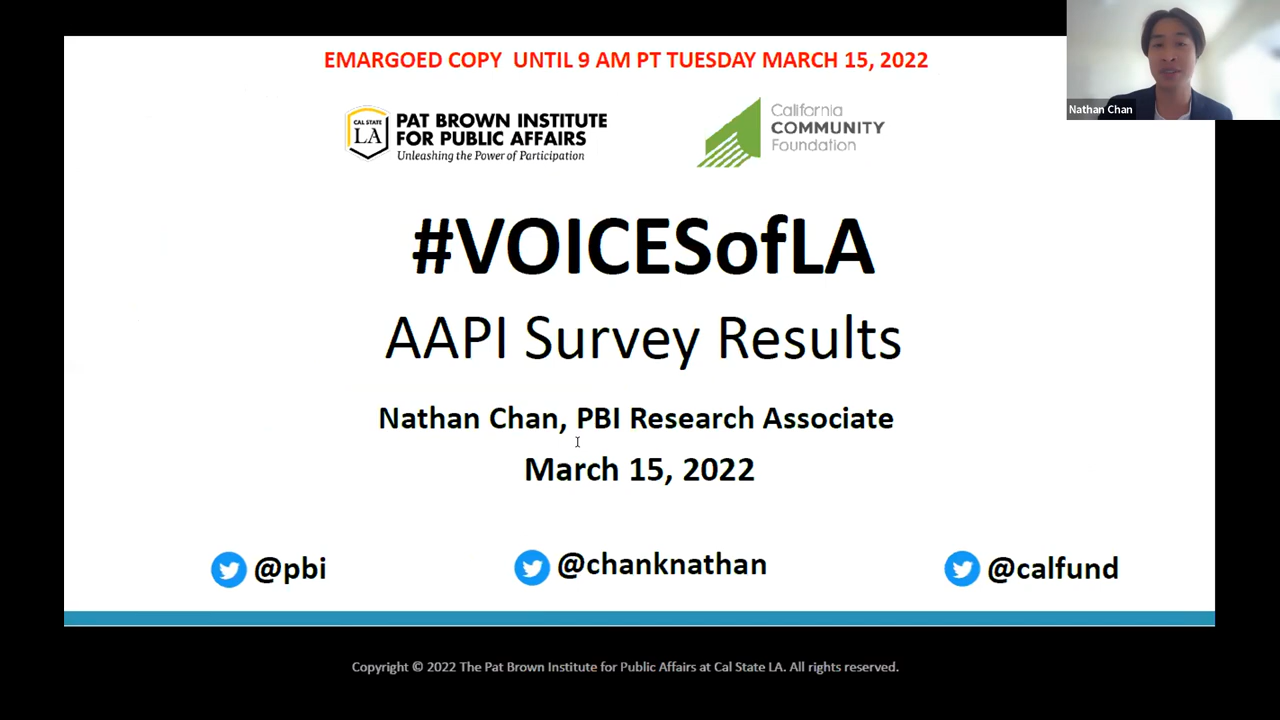 EMARGOED COPY UNTIL 9 AM PT TUESDAY MARCH 15, 2022
Nathan Chan
CAL STATE
LA
PAT BROWN INSTITUTE
FOR PUBLIC AFFAIRS
Unleashing the Power of Participation
California
COMMUNITY
Foundation
#VOICESofLA
AAPI Survey Results
Nathan Chan, PBI Research Associate
March 15, 2022
@pbi
@chanknathan
@calfund
Copyright © 2022 The Pat Brown Institute for Public Affairs at Cal State LA. All rights reserved.